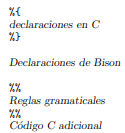 %{
declaraciones en C
%}
Declaraciones de Bison
%%
Reglas gramaticales
%%
Código C adicional